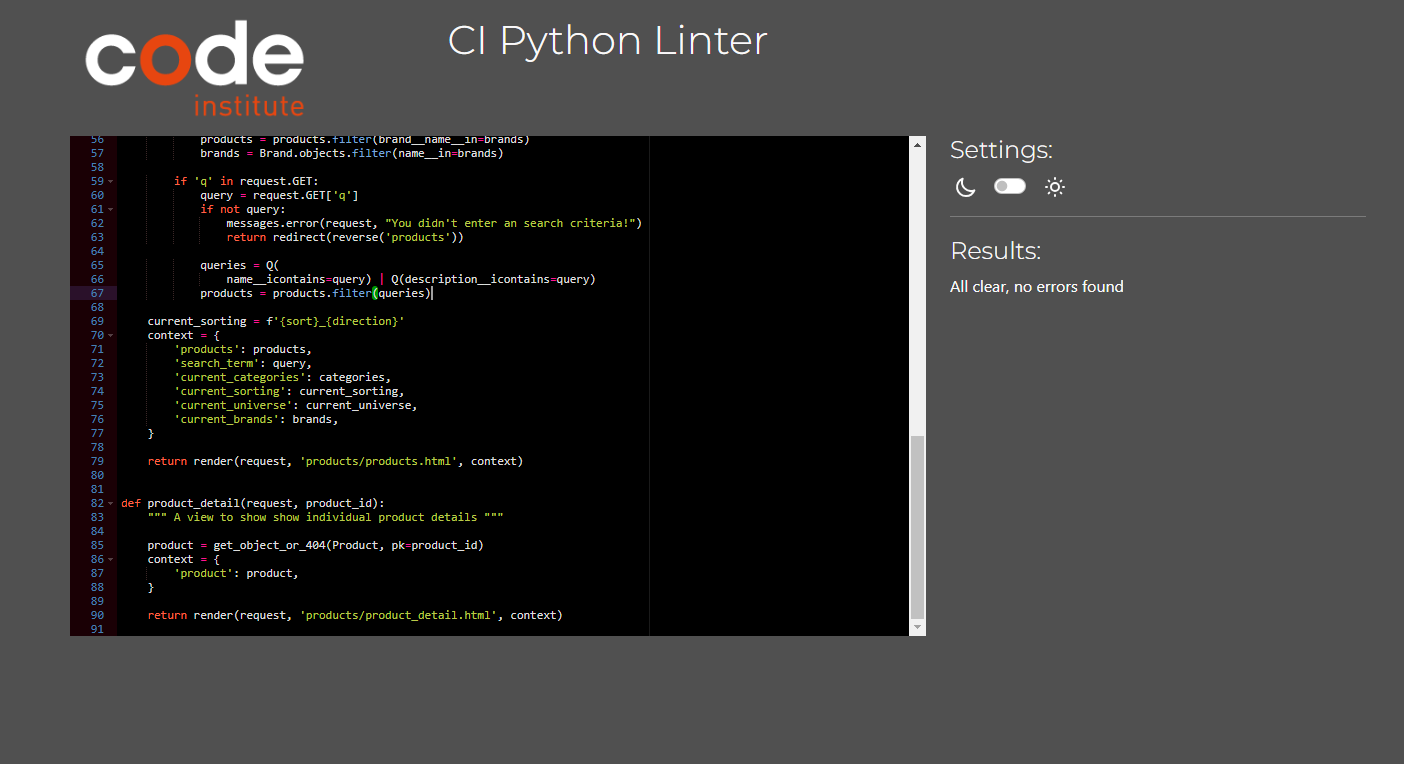 code
institute
CI Python Linter
56 products = products.filter(brand__name__in=brands)
57 brands = Brand.objects.filter(name__in=brands)
58
59 if 'q' in request.GET:
60 query = request.GET['q']
61 if not query:
62 messages.error(request, "You didn't enter an search criteria!")
63 return redirect(reverse('products'))
64
65 queries = Q(
66 name__icontains=query) | Q(description__icontains=query)
67 products = products.filter(queries)
68
69 current_sorting = f'{sort}_{direction}'
70 context = {
71 'products': products,
72 'search_term': query,
73 'current_categories': categories,
74 'current_sorting': current_sorting,
75 'current_universe': current_universe,
76 'current_brands': brands,
77 }
78
79 return render(request, 'products/products.html', context)
80
81
82 def product_detail(request, product_id):
83 """ A view to show show individual product details """
84
85 product = get_object_or_404(Product, pk=product_id)
86 context = {
87 'product': product,
88 }
89
90 return render(request, 'products/product_detail.html', context)
91
Settings:
Results:
All clear, no errors found